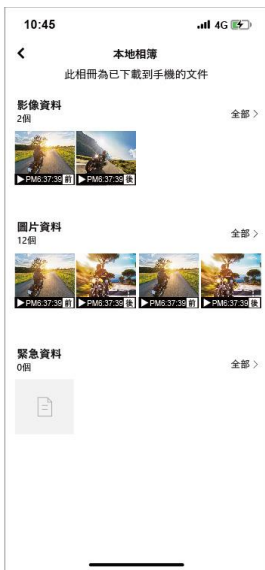 10:45 4G
本地相簿
此相冊為已下載到手機的文件
影像資料
2個 全部
PM6:37:39 前 PM6:37:39 後
圖片資料
12個 全部
PM6:37:39 前 PM6:37:39 後 PM6:37:39 前 PM6:37:39 後
緊急資料
0個 全部